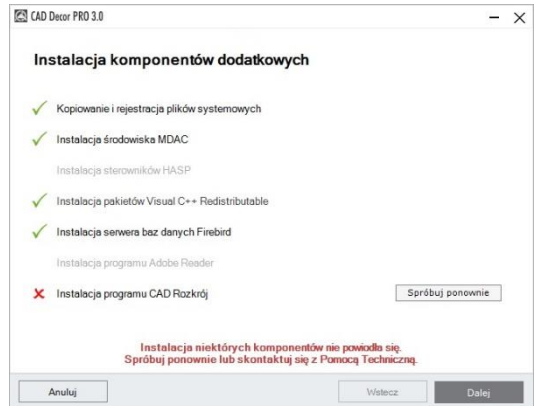 CAD Decor PRO 3.0
Instalacja komponentów dodatkowych
Kopiowanie i rejestracja plików systemowych
Instalacja środowiska MDAC
Instalacja sterowników HASP
Instalacja pakietów Visual C++ Redistributable
Instalacja serwera baz danych Firebird
Instalacja programu Adobe Reader
Instalacja programu CAD Rozkrój
Spróbuj ponownie
Instalacja niektórych komponentów nie powiodła się.
Spróbuj ponownie lub skontaktuj się z Pomocą Techniczną.
Anuluj
Wstecz
Dalej